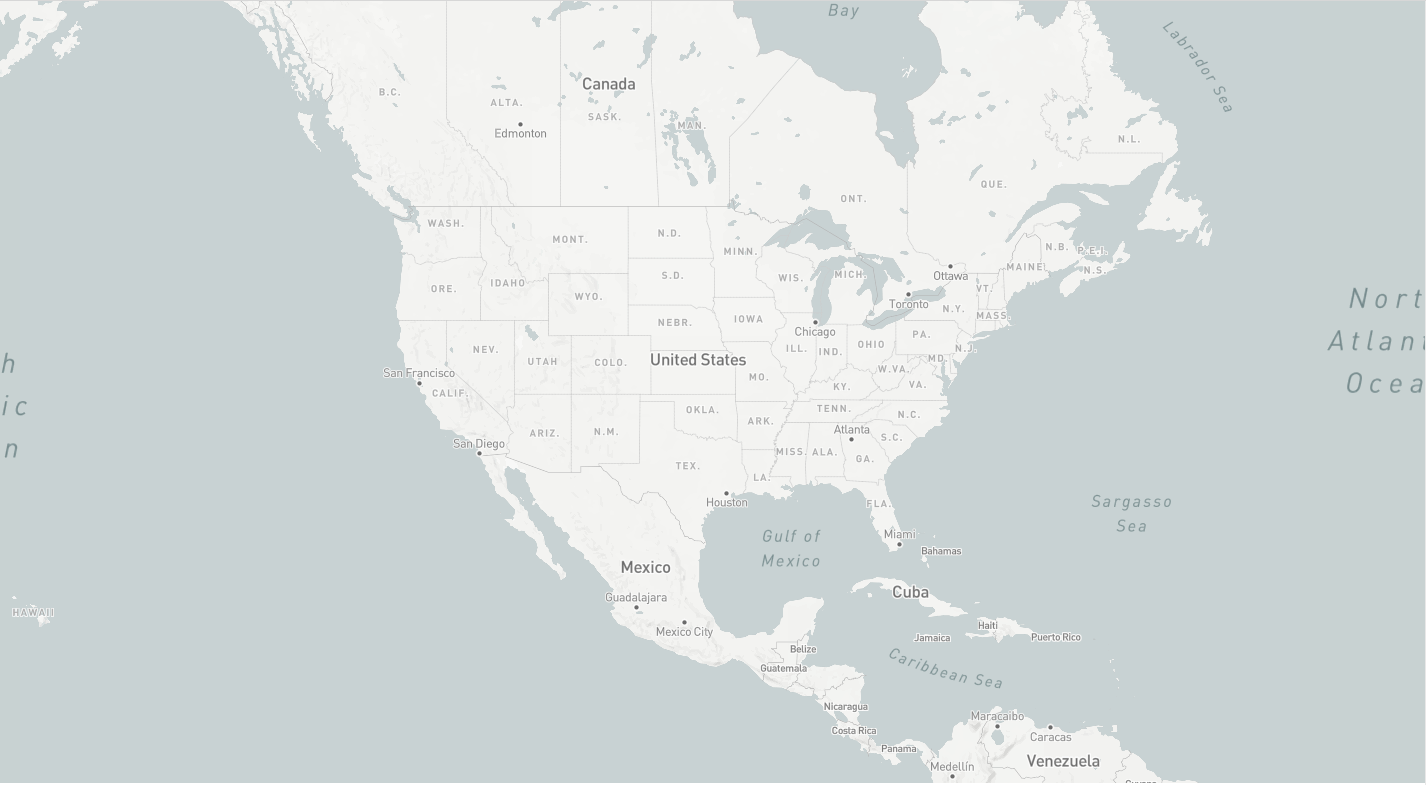 Bay
Labrador Sea
Canada
B.C.
ALTA.
SASK.
MAN.
Edmonton
N.L.
QUE.
ONT.
WASH.
MONT.
N.D.
MINN.
N.B.
P.E.I.
MAINE
N.S.
Ottawa
ORE.
IDAHO
WYO.
S.D.
WIS.
MICH.
VT.
Toronto
N.Y.
MASS.
Nort
Atlant
Ocea
NEBR.
IOWA
Chicago
PA.
NEV.
UTAH
COLO.
United States
ILL.
IND.
OHIO
N.J.
MD.
h
ic
n
San Francisco
CALIF.
MO.
KY.
W.VA.
VA.
ARIZ.
N.M.
OKLA.
ARK.
TENN.
N.C.
San Diego
Atlanta
S.C.
TEX.
LA.
MISS.
ALA.
GA.
Houston
FLA.
Sargasso
Sea
Gulf of
Mexico
Miami
Bahamas
Mexico
Cuba
Guadalajara
HAWAII
Mexico City
Haiti
Jamaica
Puerto Rico
Belize
Guatemala
Caribbean Sea
Nicaragua
Maracaibo
Costa Rica
Caracas
Panama
Venezuela
Medellín